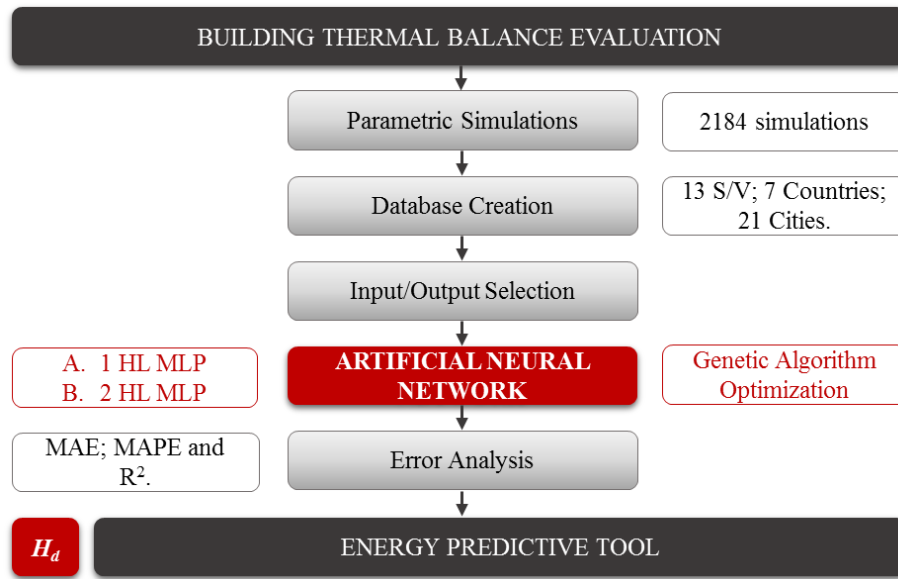 BUILDING THERMAL BALANCE EVALUATION
Parametric Simulations
2184 simulations
Database Creation
13 S/V; 7 Countries;
21 Cities.
Input/Output Selection
A. 1 HL MLP
B. 2 HL MLP
ARTIFICIAL NEURAL
NETWORK
Genetic Algorithm
Optimization
MAE; MAPE and
R².
Error Analysis
H_d
ENERGY PREDICTIVE TOOL